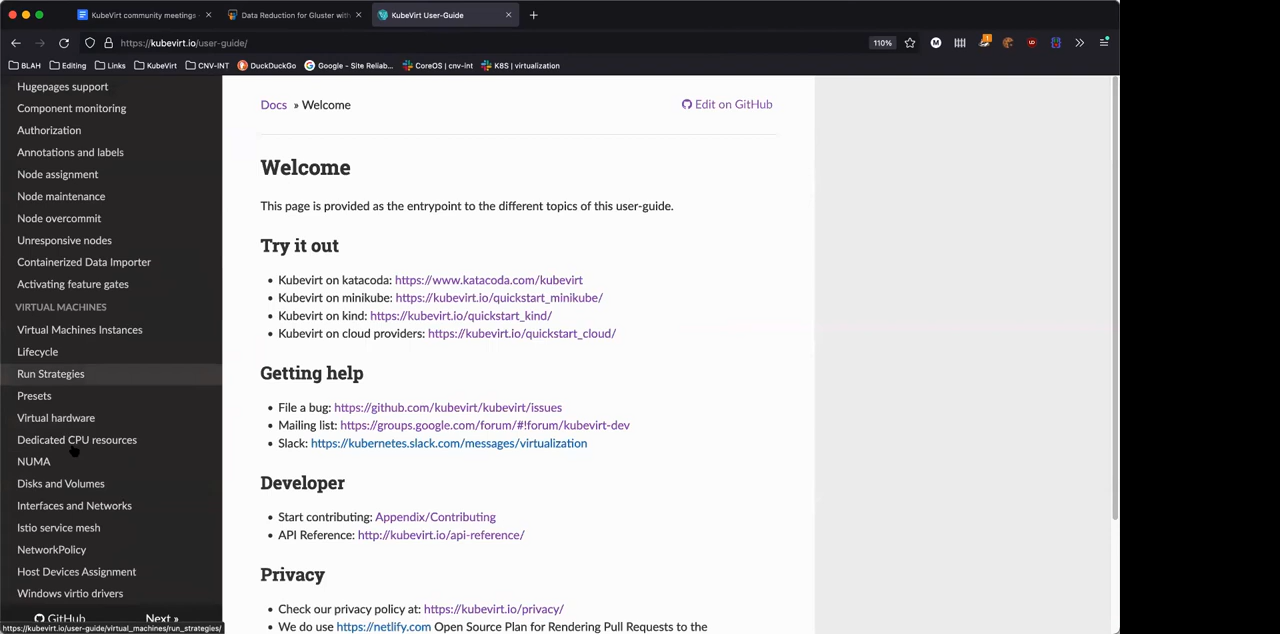 KubeVirt community meetings -
Data Reduction for Gluster with
KubeVirt User-Guide
https://kubevirt.io/user-guide/
110%
BLAH
Editing
Links
KubeVirt
CNV-INT
DuckDuckGo
Google - Site Reliab...
CoreOS | cnv-int
K8S | virtualization
Hugepages support
Component monitoring
Authorization
Annotations and labels
Node assignment
Node maintenance
Node overcommit
Unresponsive nodes
Containerized Data Importer
Activating feature gates
VIRTUAL MACHINES
Virtual Machines Instances
Lifecycle
Run Strategies
Presets
Virtual hardware
Dedicated CPU resources
NUMA
Disks and Volumes
Interfaces and Networks
Istio service mesh
NetworkPolicy
Host Devices Assignment
Windows virtio drivers
GitHub
Next »
https://kubevirt.io/user-guide/virtual_machines/run_strategies/
Docs » Welcome
Edit on GitHub
Welcome
This page is provided as the entrypoint to the different topics of this user-guide.
Try it out
• Kubevirt on katacoda: https://www.katacoda.com/kubevirt
• Kubevirt on minikube: https://kubevirt.io/quickstart_minikube/
• Kubevirt on kind: https://kubevirt.io/quickstart_kind/
• Kubevirt on cloud providers: https://kubevirt.io/quickstart_cloud/
Getting help
• File a bug: https://github.com/kubevirt/kubevirt/issues
• Mailing list: https://groups.google.com/forum/#!forum/kubevirt-dev
• Slack: https://kubernetes.slack.com/messages/virtualization
Developer
• Start contributing: Appendix/Contributing
• API Reference: http://kubevirt.io/api-reference/
Privacy
• Check our privacy policy at: https://kubevirt.io/privacy/
• We do use https://netlify.com Open Source Plan for Rendering Pull Requests to the